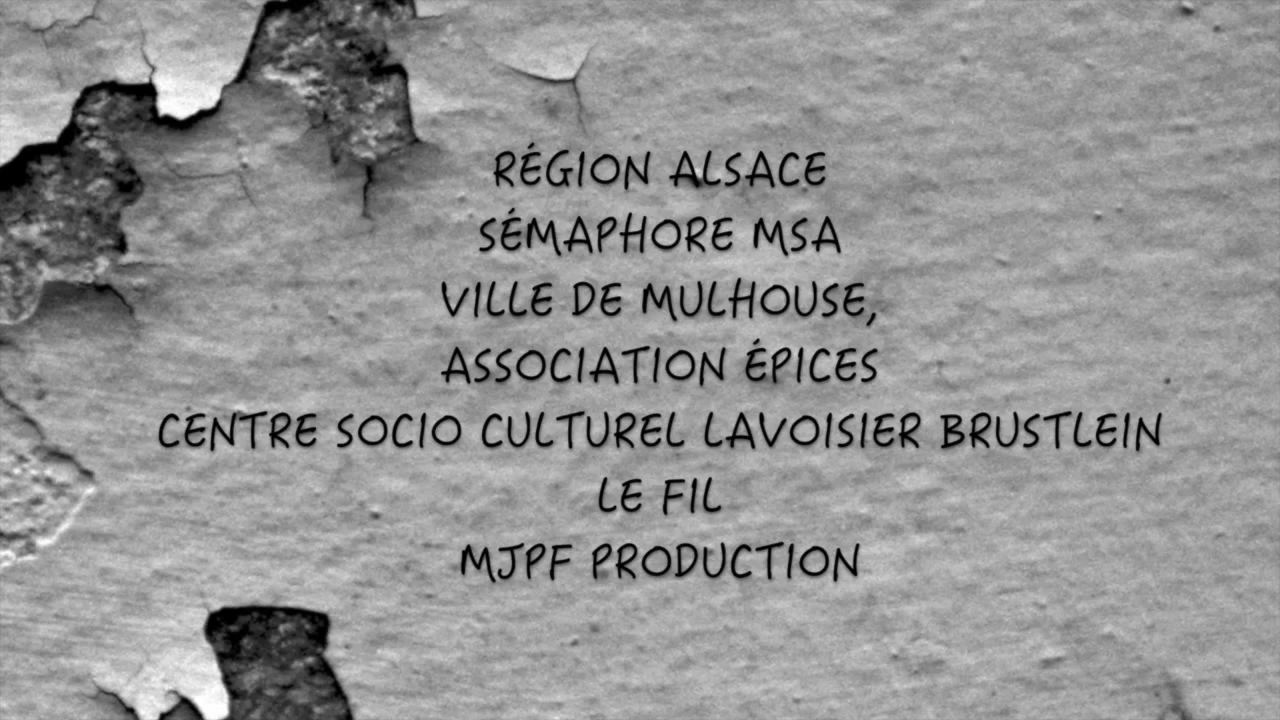 RÉGION ALSACE
SÉMAPHORE MSA
VILLE DE MULHOUSE,
ASSOCIATION ÉPICES
CENTRE SOCIO CULTUREL LAVOISIER BRUSTLEIN
LE FIL
MJPF PRODUCTION